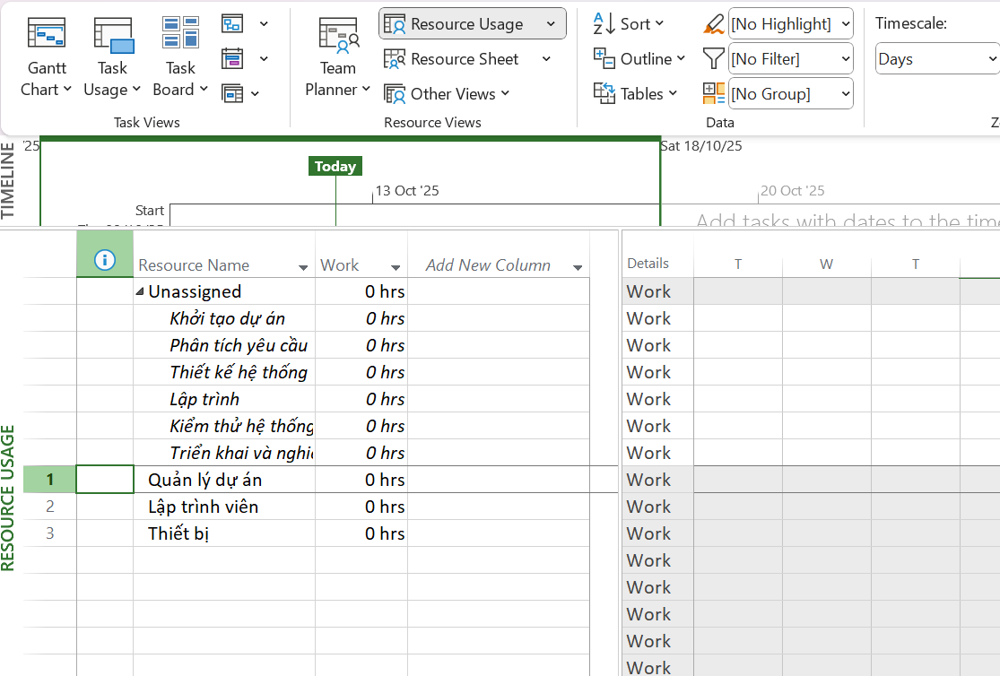 Gantt Chart
Task Usage
Task Board
Task Views
Team Planner
Resource Usage
Resource Sheet
Other Views
Resource Views
Sort
Outline
Tables
[No Highlight]
[No Filter]
[No Group]
Data
Timescale:
Days
TIMELINE
'25
Sat 18/10/25
Today
13 Oct '25
20 Oct '25
Start
Add tasks with dates to the
RESOURCE USAGE
Resource Name Work Add New Column Details T W T
Unassigned 0 hrs Work
Khởi tạo dự án 0 hrs Work
Phân tích yêu cầu 0 hrs Work
Thiết kế hệ thống 0 hrs Work
Lập trình 0 hrs Work
Kiểm thử hệ thống 0 hrs Work
Triển khai và 0 hrs Work
1 Quản lý dự án 0 hrs Work
2 Lập trình viên 0 hrs Work
3 Thiết bị 0 hrs Work
Work
Work
Work
Work
Work